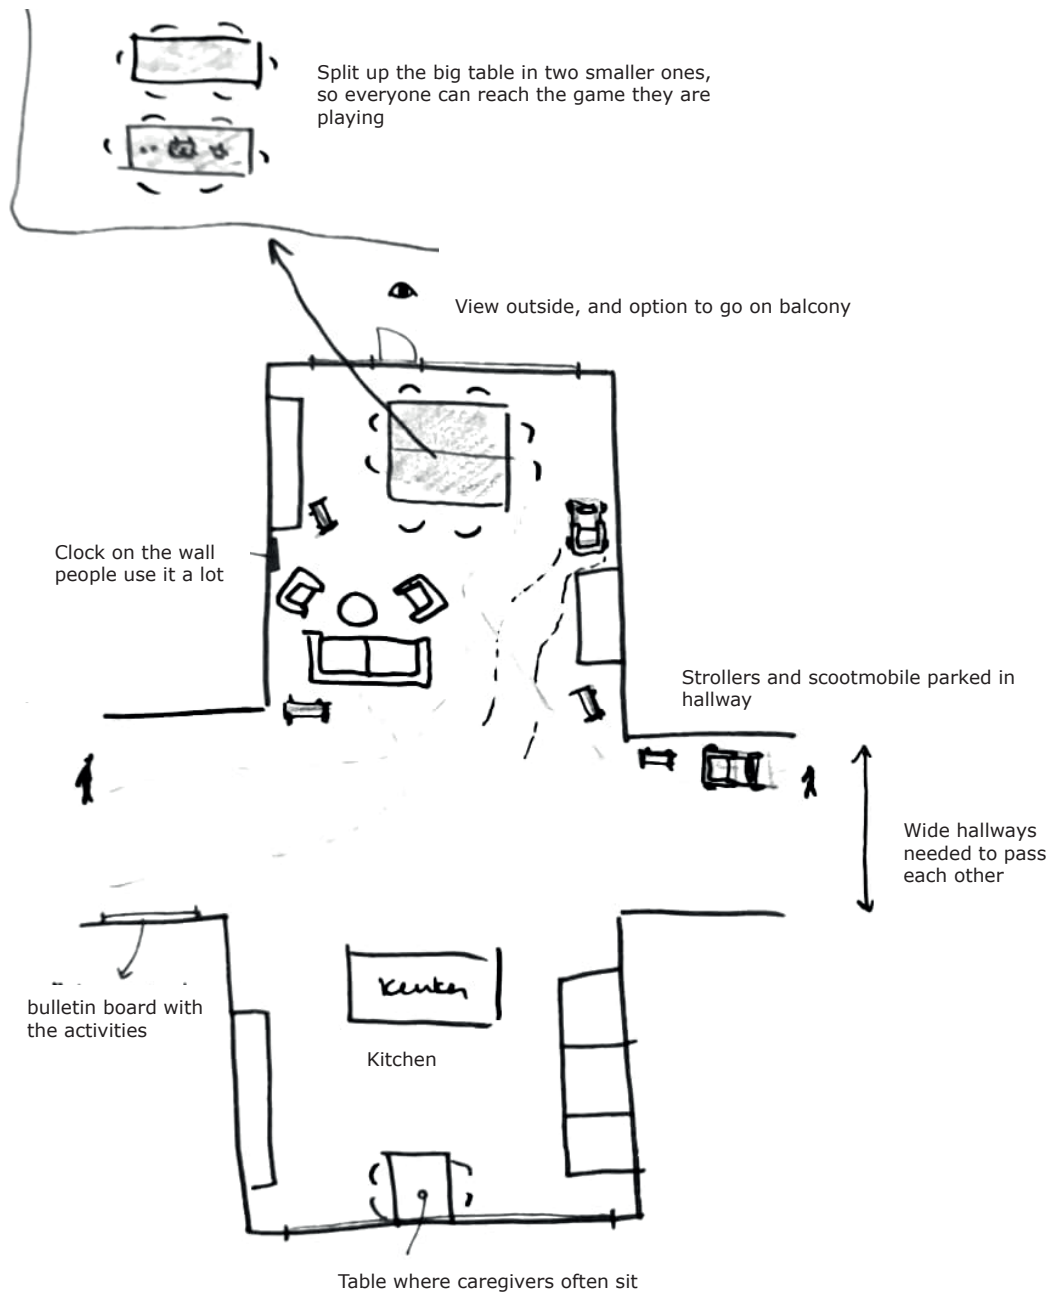 Split up the big table in two smaller ones,
so everyone can reach the game they are
playing
View outside, and option to go on balcony
Clock on the wall
people use it a lot
Strollers and scootmobile parked in
hallway
Wide hallways
needed to pass
each other
bulletin board with
the activities
keuken
Kitchen
Table where caregivers often sit